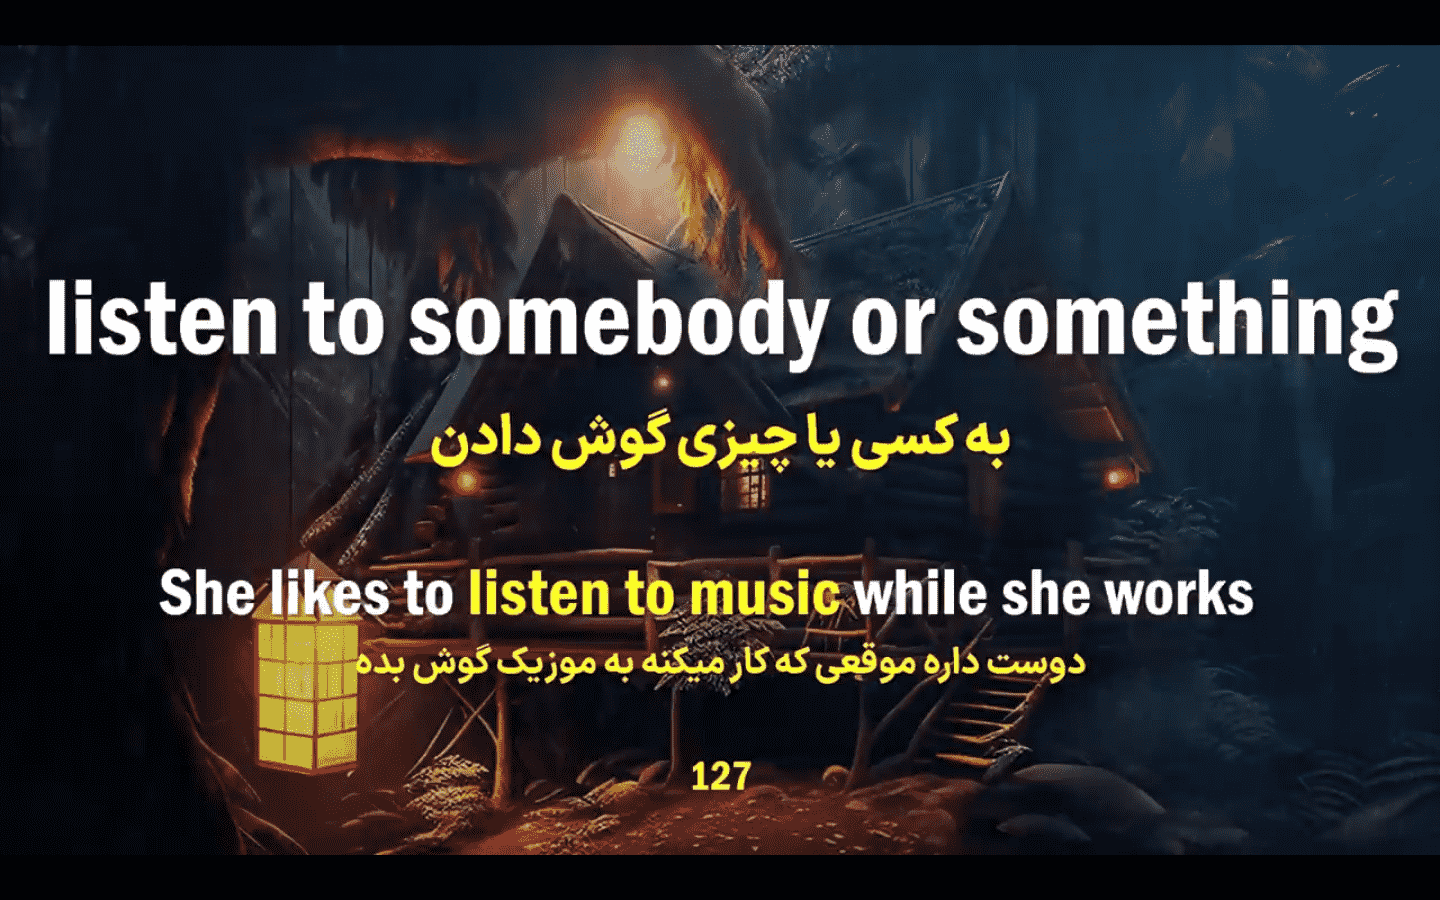 listen to somebody or something
به کسی یا چیزی گوش دادن
She likes to listen to music while she works
دوست داره موقعی که کار میکنه به موزیک گوش بده
127